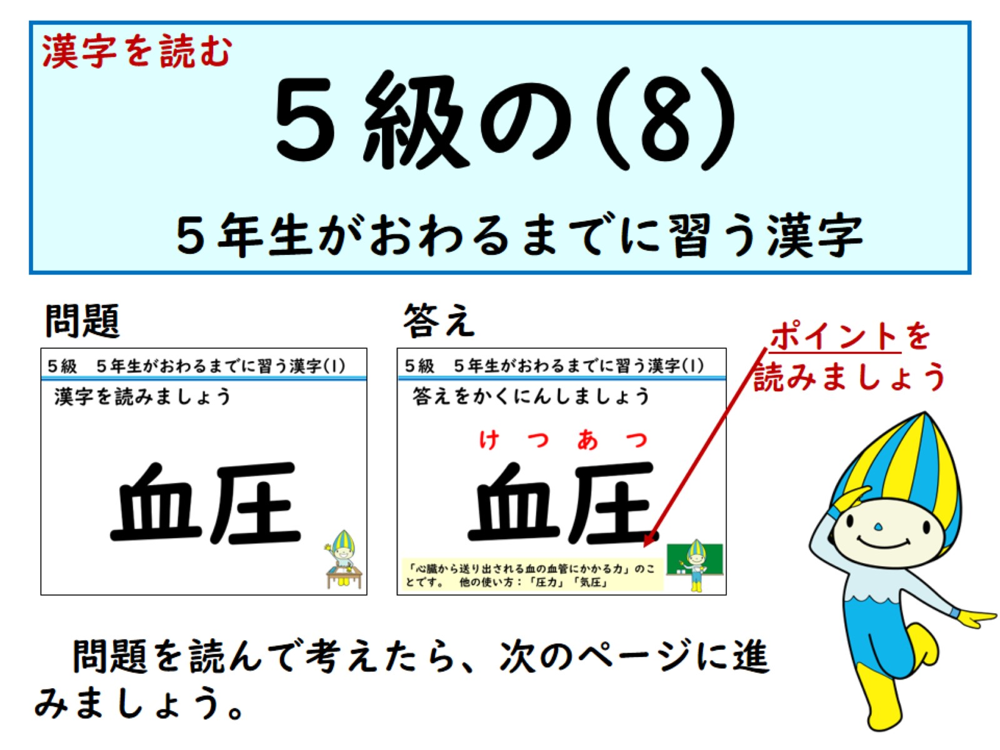 漢字を読む
５級の(8)
５年生がおわるまでに習う漢字
問題
５級　５年生がおわるまでに習う漢字(1)
漢字を読みましょう
血圧
答え
５級　５年生がおわるまでに習う漢字(1)
答えをかくにんしましょう
け つ あ つ
血圧
「心臓から送り出される血の血管にかかる力」のこ
とです。　他の使い方：「圧力」「気圧」
ポイントを
読みましょう
問題を読んで考えたら、次のページに進
みましょう。